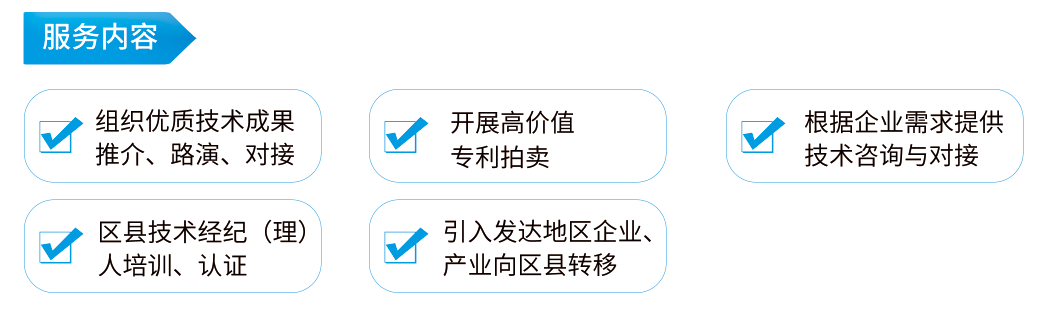 服务内容
组织优质技术成果
推介、路演、对接
开展高价值
专利拍卖
根据企业需求提供
技术咨询与对接
区县技术经纪（理）
人培训、认证
引入发达地区企业、
产业向区县转移